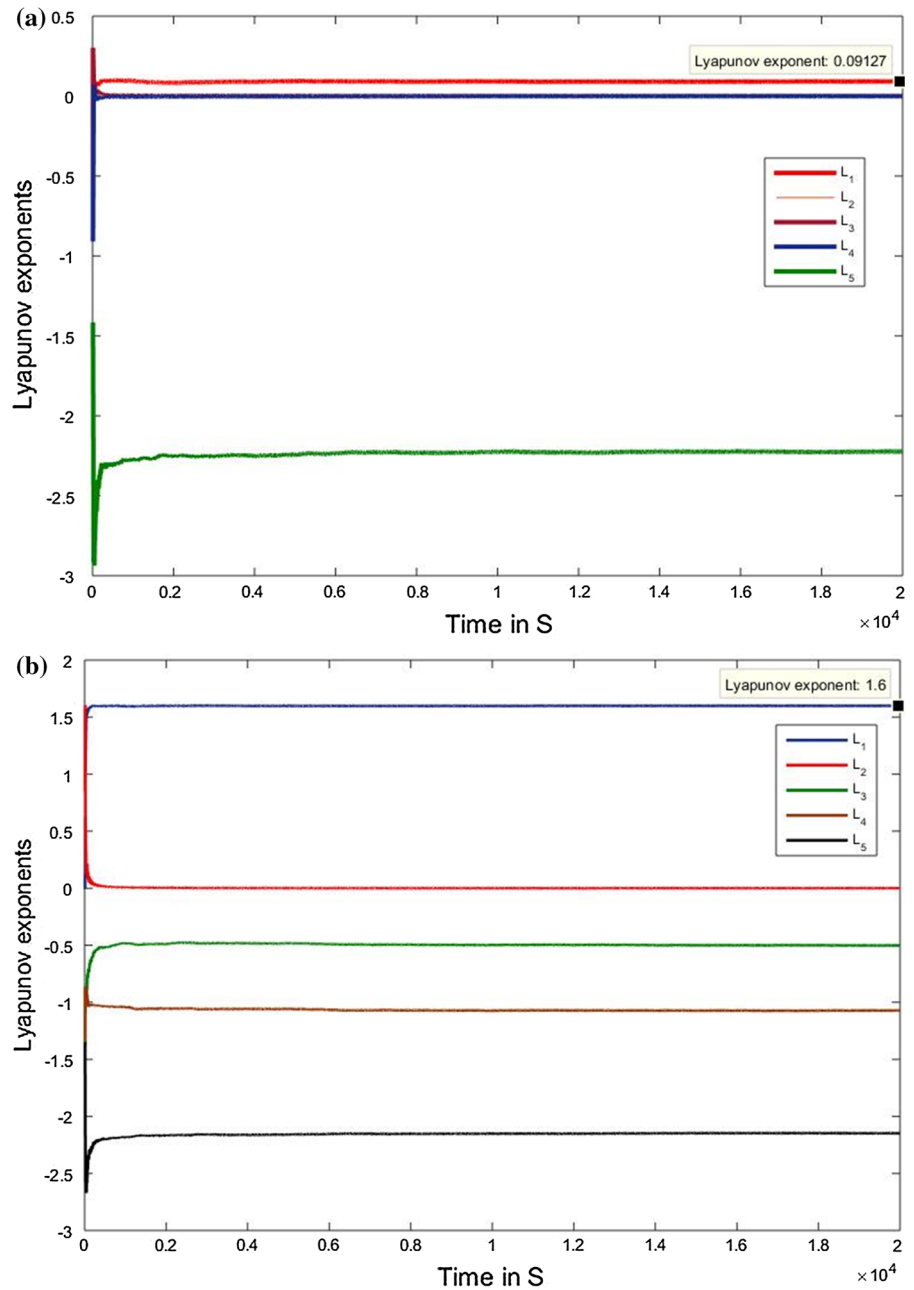 (a)
0.5
0
-0.5
-1
-1.5
-2
-2.5
-3
Lyapunov exponents
Lyapunov exponent: 0.09127
L1
L2
L3
L4
L5
0 0.2 0.4 0.6 0.8 1 1.2 1.4 1.6 1.8 2
Time in S
×10^4
(b)
2
1.5
1
0.5
0
-0.5
-1
-1.5
-2
-2.5
-3
Lyapunov exponents
Lyapunov exponent: 1.6
L1
L2
L3
L4
L5
0 0.2 0.4 0.6 0.8 1 1.2 1.4 1.6 1.8 2
Time in S
×10^4